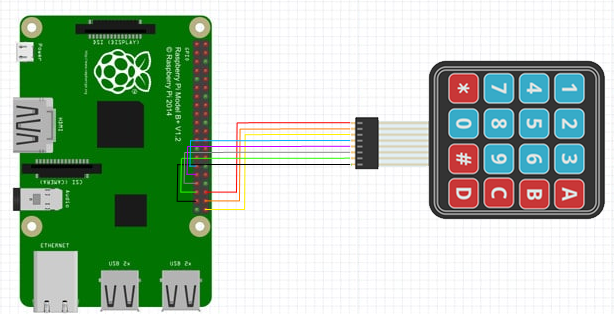 DSI (DISPLAY)
Power
HDMI
CSI (CAMERA)
Audio
ETHERNET
USB 2x
USB 2x
GPIO
Raspberry Pi Model B+ V1.2
© Raspberry Pi 2014
* 7 4 1
0 8 5 2
# 9 6 3
D C B A